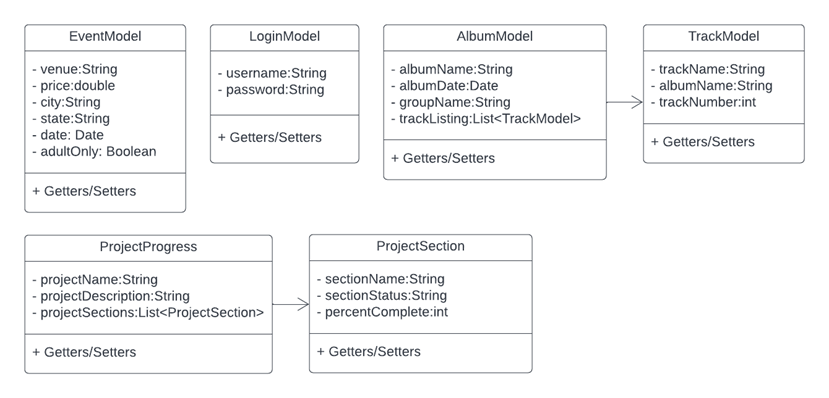 EventModel
- venue:String
- price:double
- city:String
- state:String
- date: Date
- adultOnly: Boolean
+ Getters/Setters
LoginModel
- username:String
- password:String
+ Getters/Setters
AlbumModel
- albumName:String
- albumDate:Date
- groupName:String
- trackListing:List<TrackModel>
+ Getters/Setters
TrackModel
- trackName:String
- albumName:String
- trackNumber:int
+ Getters/Setters
ProjectProgress
- projectName:String
- projectDescription:String
- projectSections:List<ProjectSection>
+ Getters/Setters
ProjectSection
- sectionName:String
- sectionStatus:String
- percentComplete:int
+ Getters/Setters